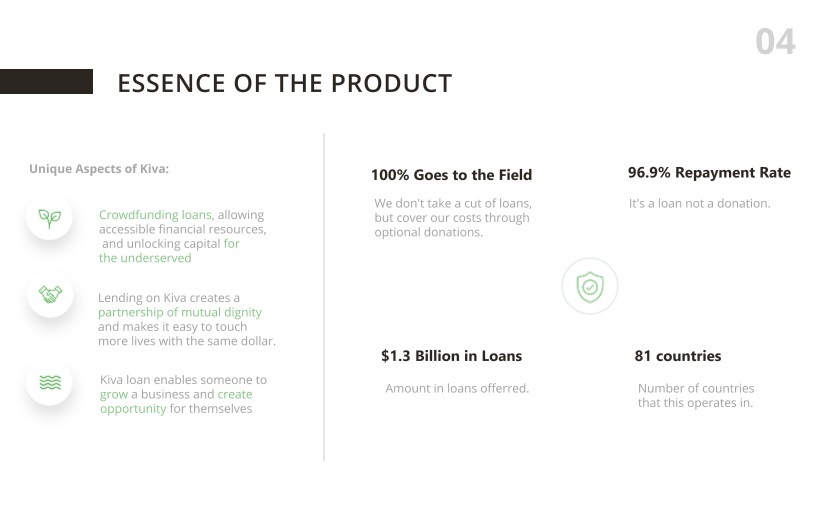 04
ESSENCE OF THE PRODUCT
Unique Aspects of Kiva:
Crowdfunding loans, allowing
accessible financial resources,
and unlocking capital for
the underserved
Lending on Kiva creates a
partnership of mutual dignity
and makes it easy to touch
more lives with the same dollar.
Kiva loan enables someone to
grow a business and create
opportunity for themselves
100% Goes to the Field
We don't take a cut of loans,
but cover our costs through
optional donations.
96.9% Repayment Rate
It's a loan not a donation.
$1.3 Billion in Loans
Amount in loans offerred.
81 countries
Number of countries
that this operates in.